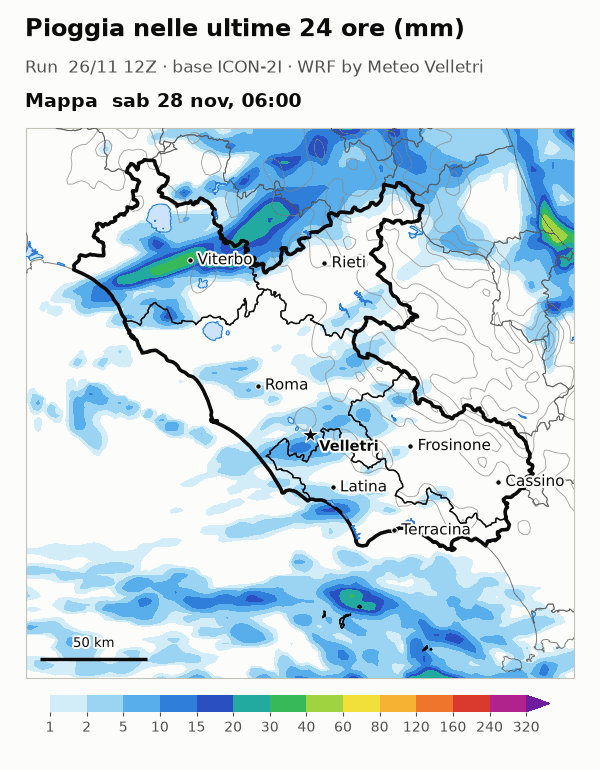 Pioggia nelle ultime 24 ore (mm)
Run 26/11 12Z · base ICON-2I · WRF by Meteo Velletri
Mappa sab 28 nov, 06:00
Viterbo
Rieti
Roma
Velletri
Frosinone
Latina
Cassino
Terracina
50 km
1 2 5 10 15 20 30 40 60 80 120 160 240 320